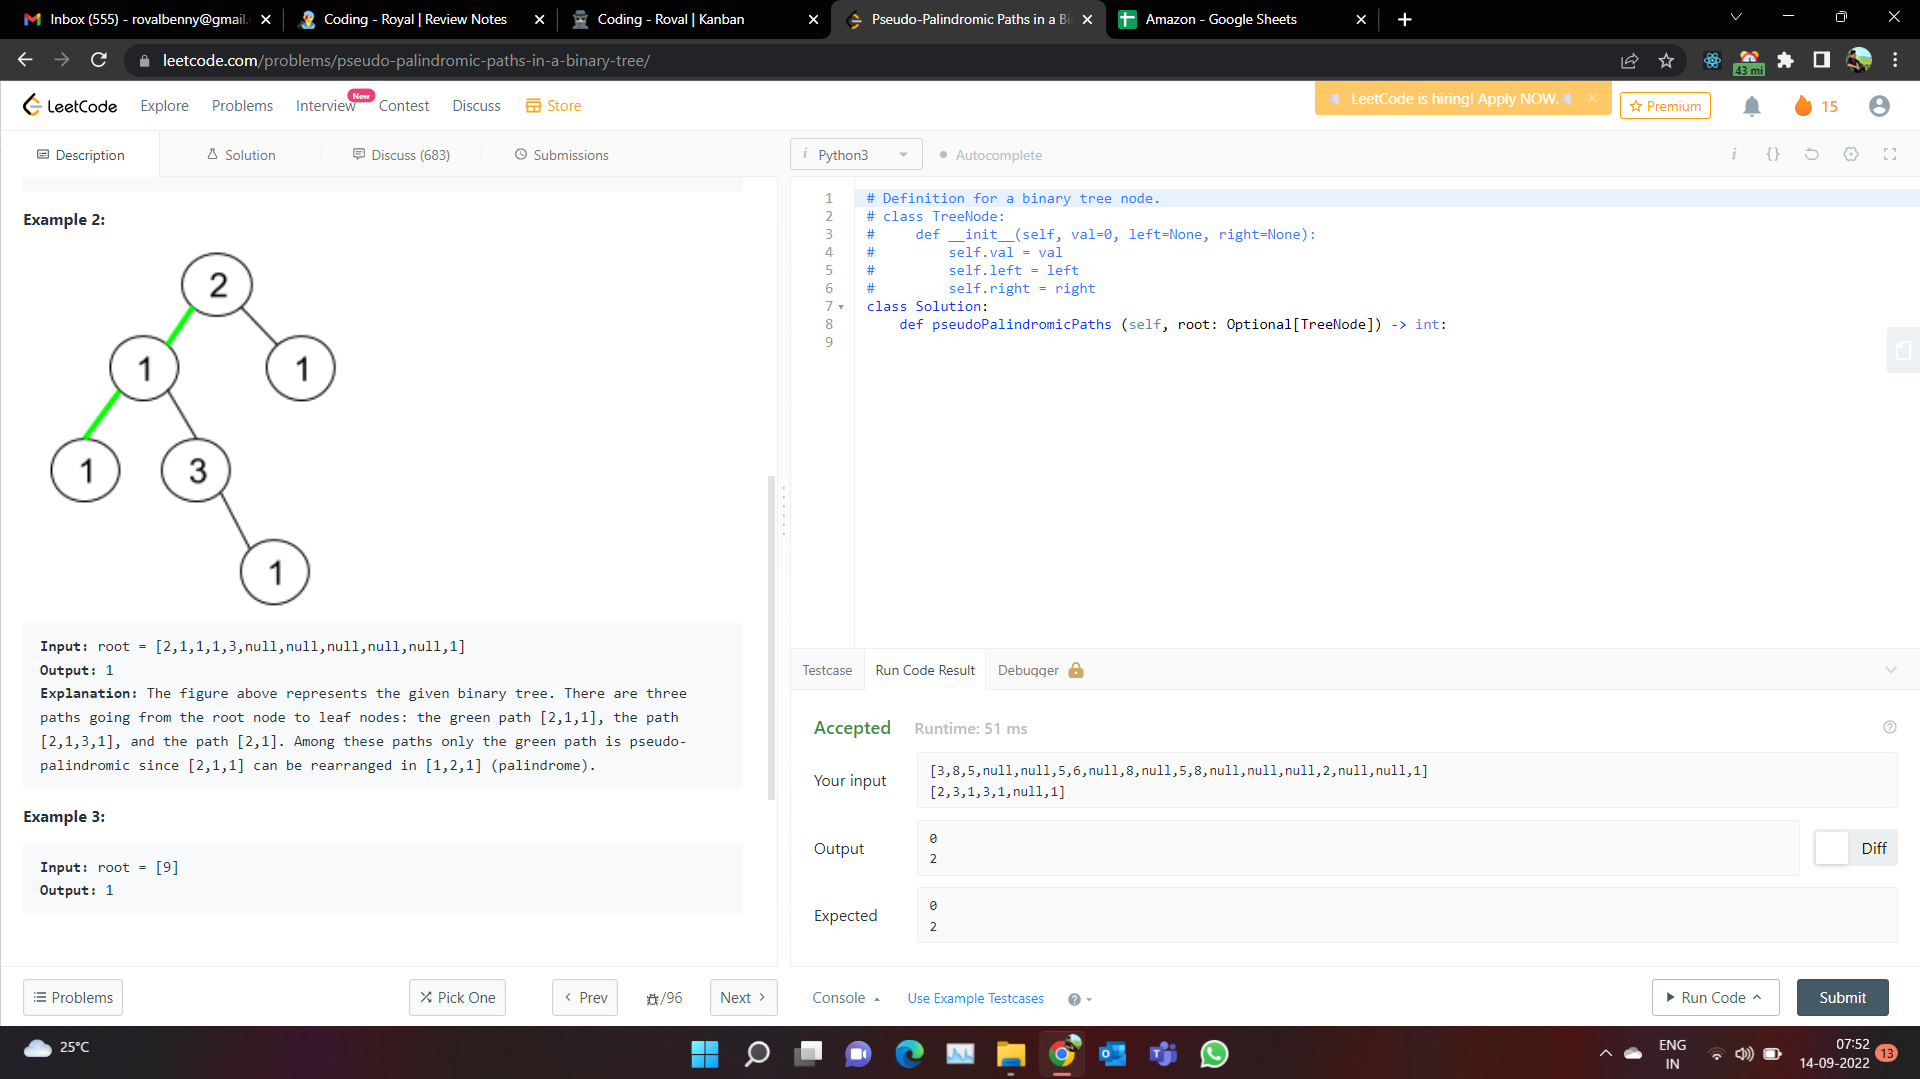 Inbox (555) - rovalbenny@gmail.
Coding - Royal | Review Notes
Coding - Roval | Kanban
Pseudo-Palindromic Paths in a Bi
Amazon - Google Sheets
leetcode.com/problems/pseudo-palindromic-paths-in-a-binary-tree/
43 mi
LeetCode
Explore
Problems
Interview
New
Contest
Discuss
Store
LeetCode is hiring! Apply NOW.
Premium
15
Description
Solution
Discuss (683)
Submissions
i Python3
Autocomplete
Example 2:
2
1
1
1
3
1
Input: root = [2,1,1,1,3,null,null,null,null,null,1]
Output: 1
Explanation: The figure above represents the given binary tree. There are three
paths going from the root node to leaf nodes: the green path [2,1,1], the path
[2,1,3,1], and the path [2,1]. Among these paths only the green path is pseudo-
palindromic since [2,1,1] can be rearranged in [1,2,1] (palindrome).
Example 3:
Input: root = [9]
Output: 1
1 # Definition for a binary tree node.
2 # class TreeNode:
3 #     def __init__(self, val=0, left=None, right=None):
4 #         self.val = val
5 #         self.left = left
6 #         self.right = right
7 class Solution:
8     def pseudoPalindromicPaths (self, root: Optional[TreeNode]) -> int:
9
Testcase
Run Code Result
Debugger
Accepted
Runtime: 51 ms
Your input
[3,8,5,null,null,5,6,null,8,null,5,8,null,null,null,2,null,null,1]
[2,3,1,3,1,null,1]
Output
0
2
Diff
Expected
0
2
Problems
Pick One
Prev
/96
Next
Console
Use Example Testcases
Run Code
Submit
25°C
ENG
IN
07:52
14-09-2022
13